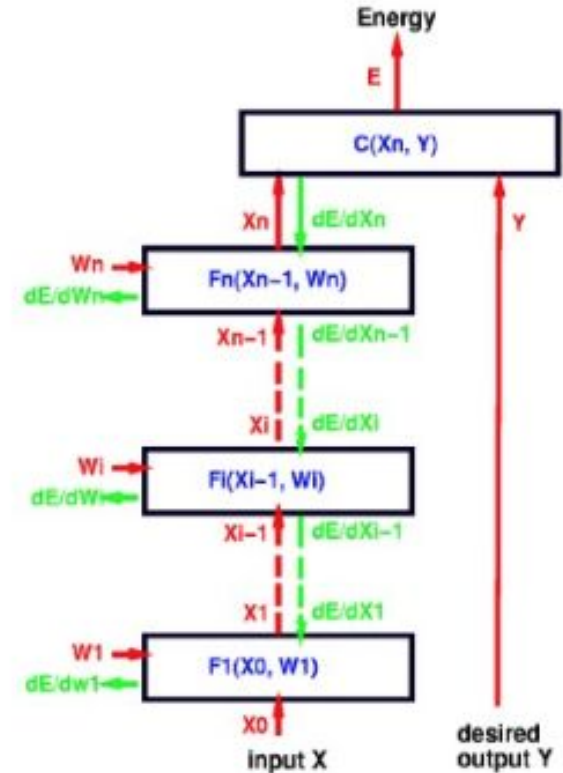 Energy
E
C(Xn, Y)
Xn
dE/dXn
Y
Wn
Fn(Xn-1, Wn)
dE/dWn
Xn-1
dE/dXn-1
Xi
dE/dXi
Wi
Fi(Xi-1, Wi)
dE/dWi
Xi-1
dE/dXi-1
X1
dE/dX1
W1
F1(X0, W1)
dE/dw1
X0
input X
desired
output Y